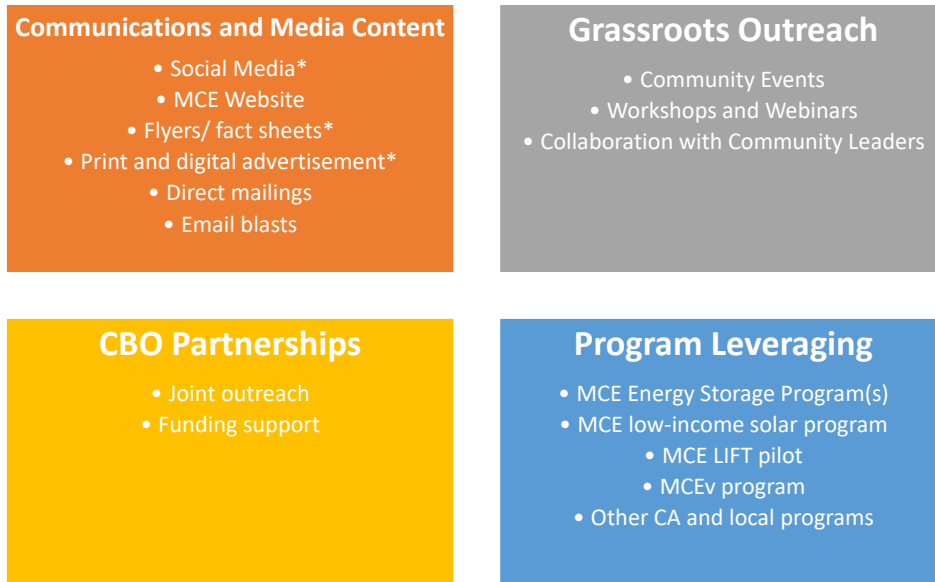 Communications and Media Content
• Social Media*
• MCE Website
• Flyers/ fact sheets*
• Print and digital advertisement*
• Direct mailings
• Email blasts
Grassroots Outreach
• Community Events
• Workshops and Webinars
• Collaboration with Community Leaders
CBO Partnerships
• Joint outreach
• Funding support
Program Leveraging
• MCE Energy Storage Program(s)
• MCE low-income solar program
• MCE LIFT pilot
• MCEv program
• Other CA and local programs